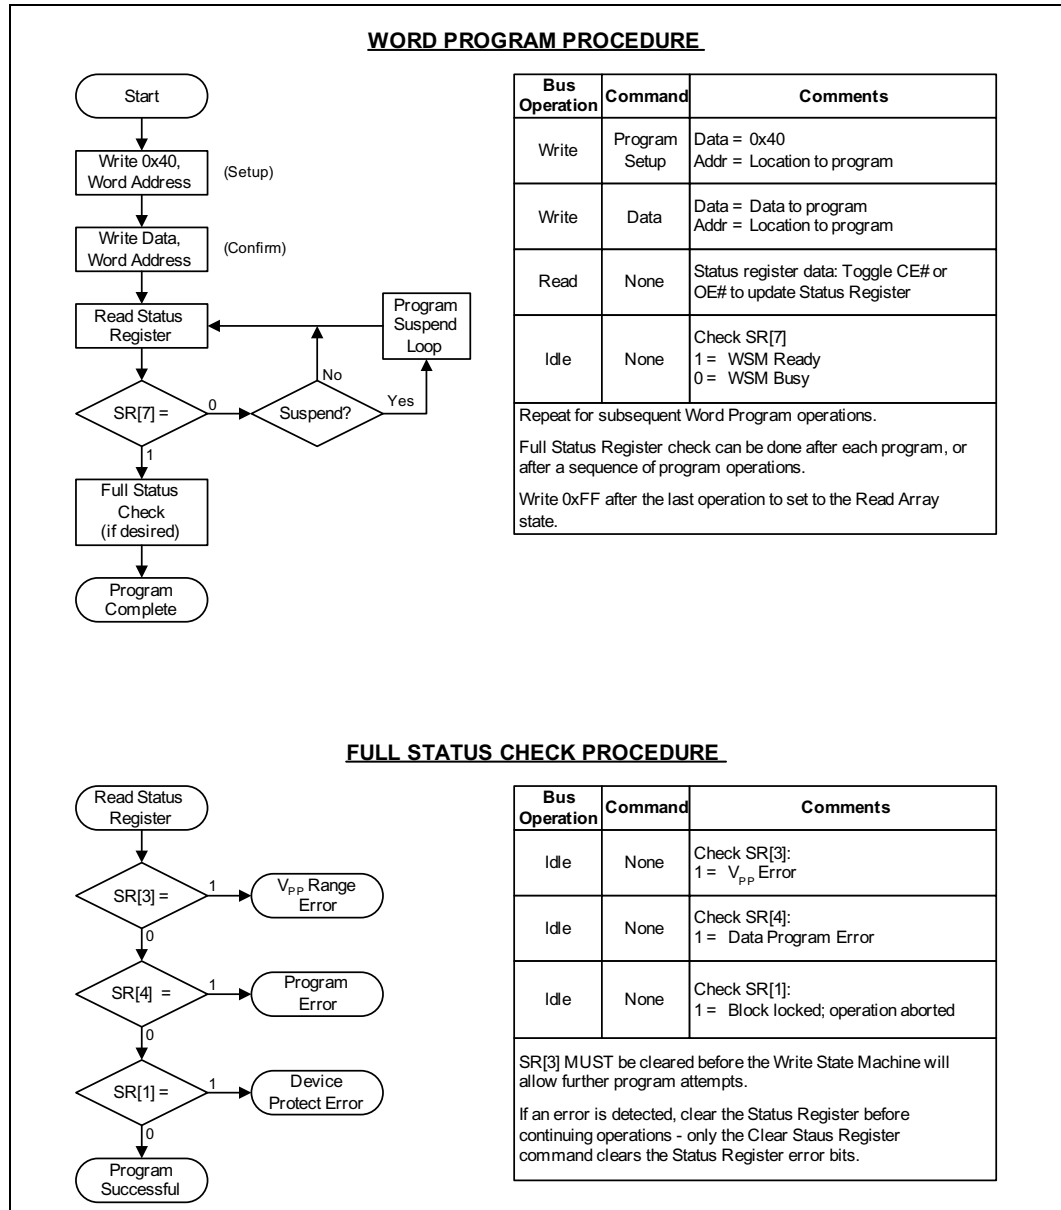 WORD PROGRAM PROCEDURE
Start
Write 0x40,
Word Address
(Setup)
Write Data,
Word Address
(Confirm)
Read Status
Register
Program
Suspend
Loop
No
Yes
SR[7] =
0
Suspend?
1
Full Status
Check
(if desired)
Program
Complete
Bus
Operation
Command
Comments
Write
Program
Setup
Data = 0x40
Addr = Location to program
Write
Data
Data = Data to program
Addr = Location to program
Read
None
Status register data: Toggle CE# or
OE# to update Status Register
Idle
None
Check SR[7]
1 = WSM Ready
0 = WSM Busy
Repeat for subsequent Word Program operations.
Full Status Register check can be done after each program, or
after a sequence of program operations.
Write 0xFF after the last operation to set to the Read Array
state.
FULL STATUS CHECK PROCEDURE
Read Status
Register
SR[3] =
1
VPP Range
Error
0
SR[4] =
1
Program
Error
0
SR[1] =
1
Device
Protect Error
0
Program
Successful
Bus
Operation
Command
Comments
Idle
None
Check SR[3]:
1 = VPP Error
Idle
None
Check SR[4]:
1 = Data Program Error
Idle
None
Check SR[1]:
1 = Block locked; operation aborted
SR[3] MUST be cleared before the Write State Machine will
allow further program attempts.
If an error is detected, clear the Status Register before
continuing operations - only the Clear Staus Register
command clears the Status Register error bits.